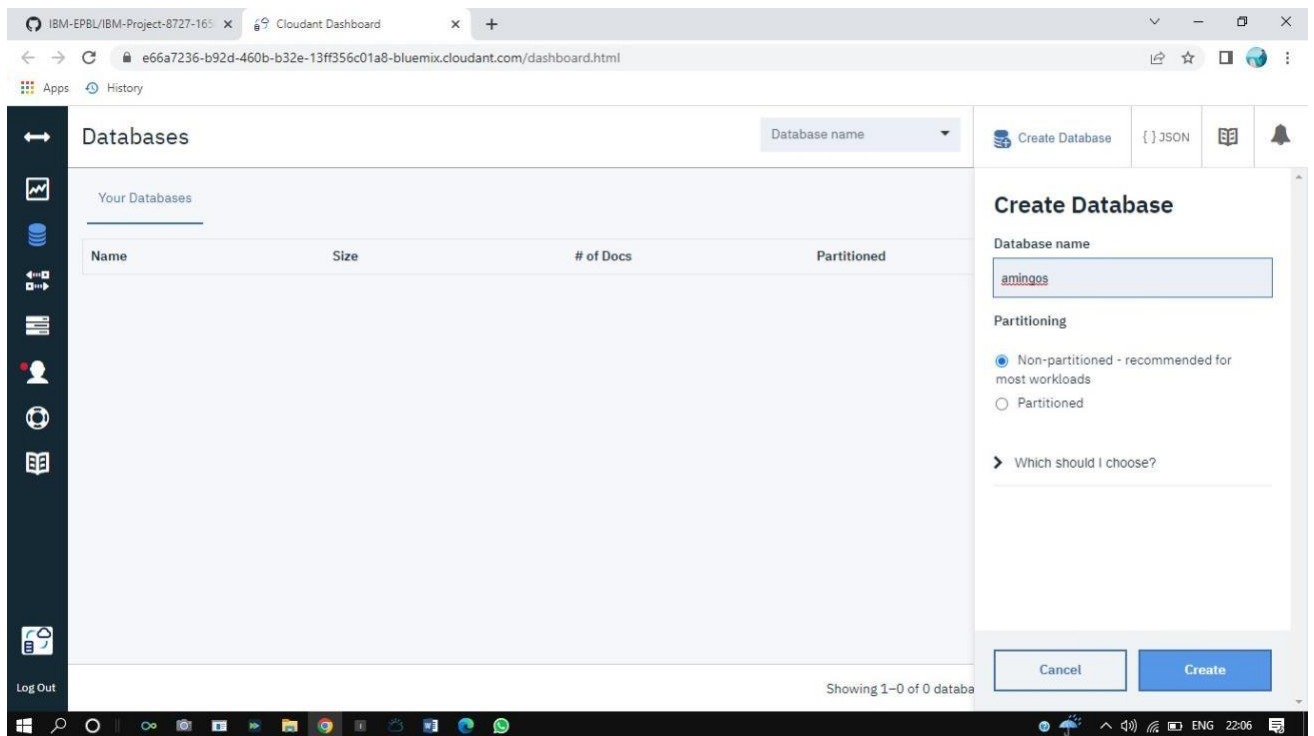 IBM-EPBL/IBM-Project-8727-165
Cloudant Dashboard
e66a7236-b92d-460b-b32e-13ff356c01a8-bluemix.cloudant.com/dashboard.html
Apps
History
Databases
Database name
Create Database
{ } JSON
Your Databases
Name Size # of Docs Partitioned
Create Database
Database name
amingos
Partitioning
Non-partitioned - recommended for
most workloads
Partitioned
Which should I choose?
Cancel
Create
Log Out
Showing 1–0 of 0 databa
ENG 22:06